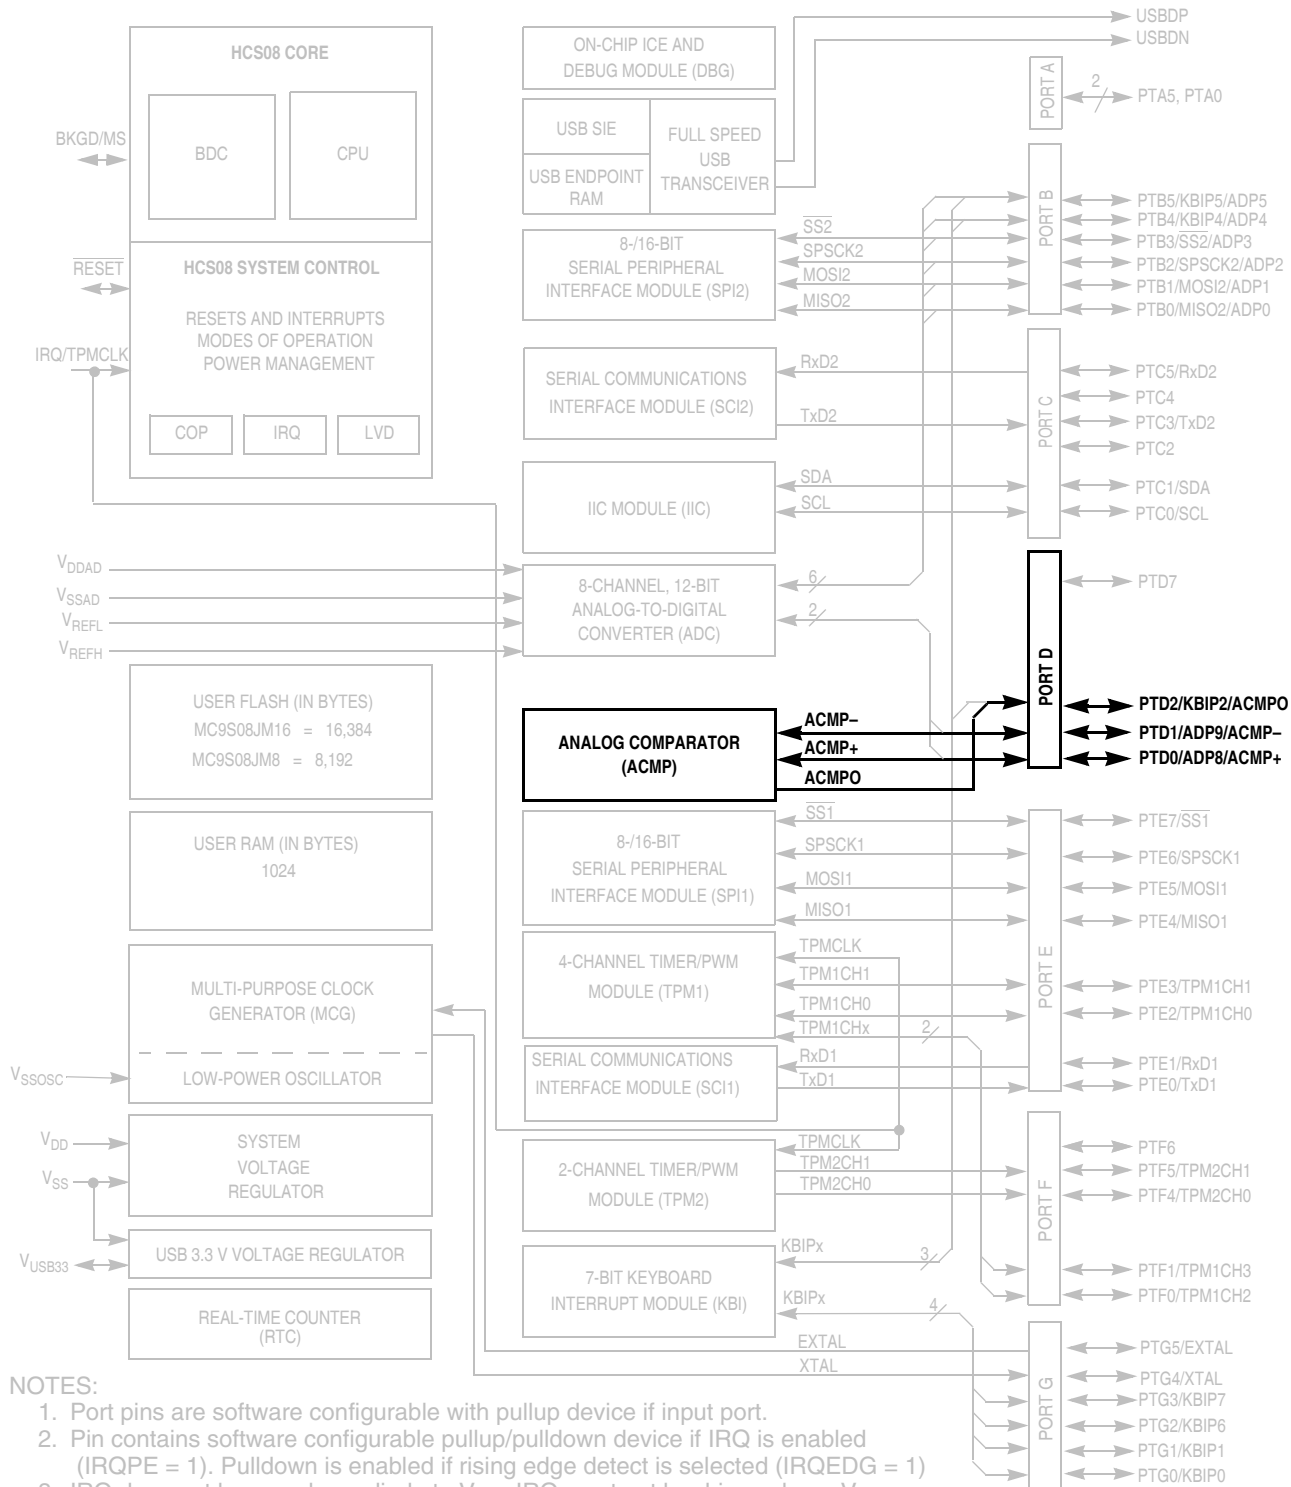 HCS08 CORE
BDC
CPU
BKGD/MS
RESET
HCS08 SYSTEM CONTROL
RESETS AND INTERRUPTS
MODES OF OPERATION
POWER MANAGEMENT
IRQ/TPMCLK
COP
IRQ
LVD
VDDAD
VSSAD
VREFL
VREFH
USER FLASH (IN BYTES)
MC9S08JM16 = 16,384
MC9S08JM8 = 8,192
USER RAM (IN BYTES)
1024
MULTI-PURPOSE CLOCK
GENERATOR (MCG)
LOW-POWER OSCILLATOR
VSSOSC
VDD
VSS
SYSTEM
VOLTAGE
REGULATOR
USB 3.3 V VOLTAGE REGULATOR
VUSB33
REAL-TIME COUNTER
(RTC)
ON-CHIP ICE AND
DEBUG MODULE (DBG)
USB SIE
USB ENDPOINT
RAM
FULL SPEED
USB
TRANSCEIVER
8-/16-BIT
SERIAL PERIPHERAL
INTERFACE MODULE (SPI2)
SS2
SPSCK2
MOSI2
MISO2
SERIAL COMMUNICATIONS
INTERFACE MODULE (SCI2)
RxD2
TxD2
IIC MODULE (IIC)
SDA
SCL
8-CHANNEL, 12-BIT
ANALOG-TO-DIGITAL
CONVERTER (ADC)
6
2
ANALOG COMPARATOR
(ACMP)
ACMP–
ACMP+
ACMPO
8-/16-BIT
SERIAL PERIPHERAL
INTERFACE MODULE (SPI1)
SS1
SPSCK1
MOSI1
MISO1
4-CHANNEL TIMER/PWM
MODULE (TPM1)
TPMCLK
TPM1CH1
TPM1CH0
TPM1CHx
2
SERIAL COMMUNICATIONS
INTERFACE MODULE (SCI1)
RxD1
TxD1
2-CHANNEL TIMER/PWM
MODULE (TPM2)
TPMCLK
TPM2CH1
TPM2CH0
7-BIT KEYBOARD
INTERRUPT MODULE (KBI)
KBIPx
3
KBIPx
4
EXTAL
XTAL
USBDP
USBDN
PORT A
2
PTA5, PTA0
PORT B
PTB5/KBIP5/ADP5
PTB4/KBIP4/ADP4
PTB3/SS2/ADP3
PTB2/SPSCK2/ADP2
PTB1/MOSI2/ADP1
PTB0/MISO2/ADP0
PORT C
PTC5/RxD2
PTC4
PTC3/TxD2
PTC2
PTC1/SDA
PTC0/SCL
PORT D
PTD7
PTD2/KBIP2/ACMPO
PTD1/ADP9/ACMP–
PTD0/ADP8/ACMP+
PORT E
PTE7/SS1
PTE6/SPSCK1
PTE5/MOSI1
PTE4/MISO1
PTE3/TPM1CH1
PTE2/TPM1CH0
PTE1/RxD1
PTE0/TxD1
PORT F
PTF6
PTF5/TPM2CH1
PTF4/TPM2CH0
PTF1/TPM1CH3
PTF0/TPM1CH2
PORT G
PTG5/EXTAL
PTG4/XTAL
PTG3/KBIP7
PTG2/KBIP6
PTG1/KBIP1
PTG0/KBIP0
NOTES:
1. Port pins are software configurable with pullup device if input port.
2. Pin contains software configurable pullup/pulldown device if IRQ is enabled
(IRQPE = 1). Pulldown is enabled if rising edge detect is selected (IRQEDG = 1)